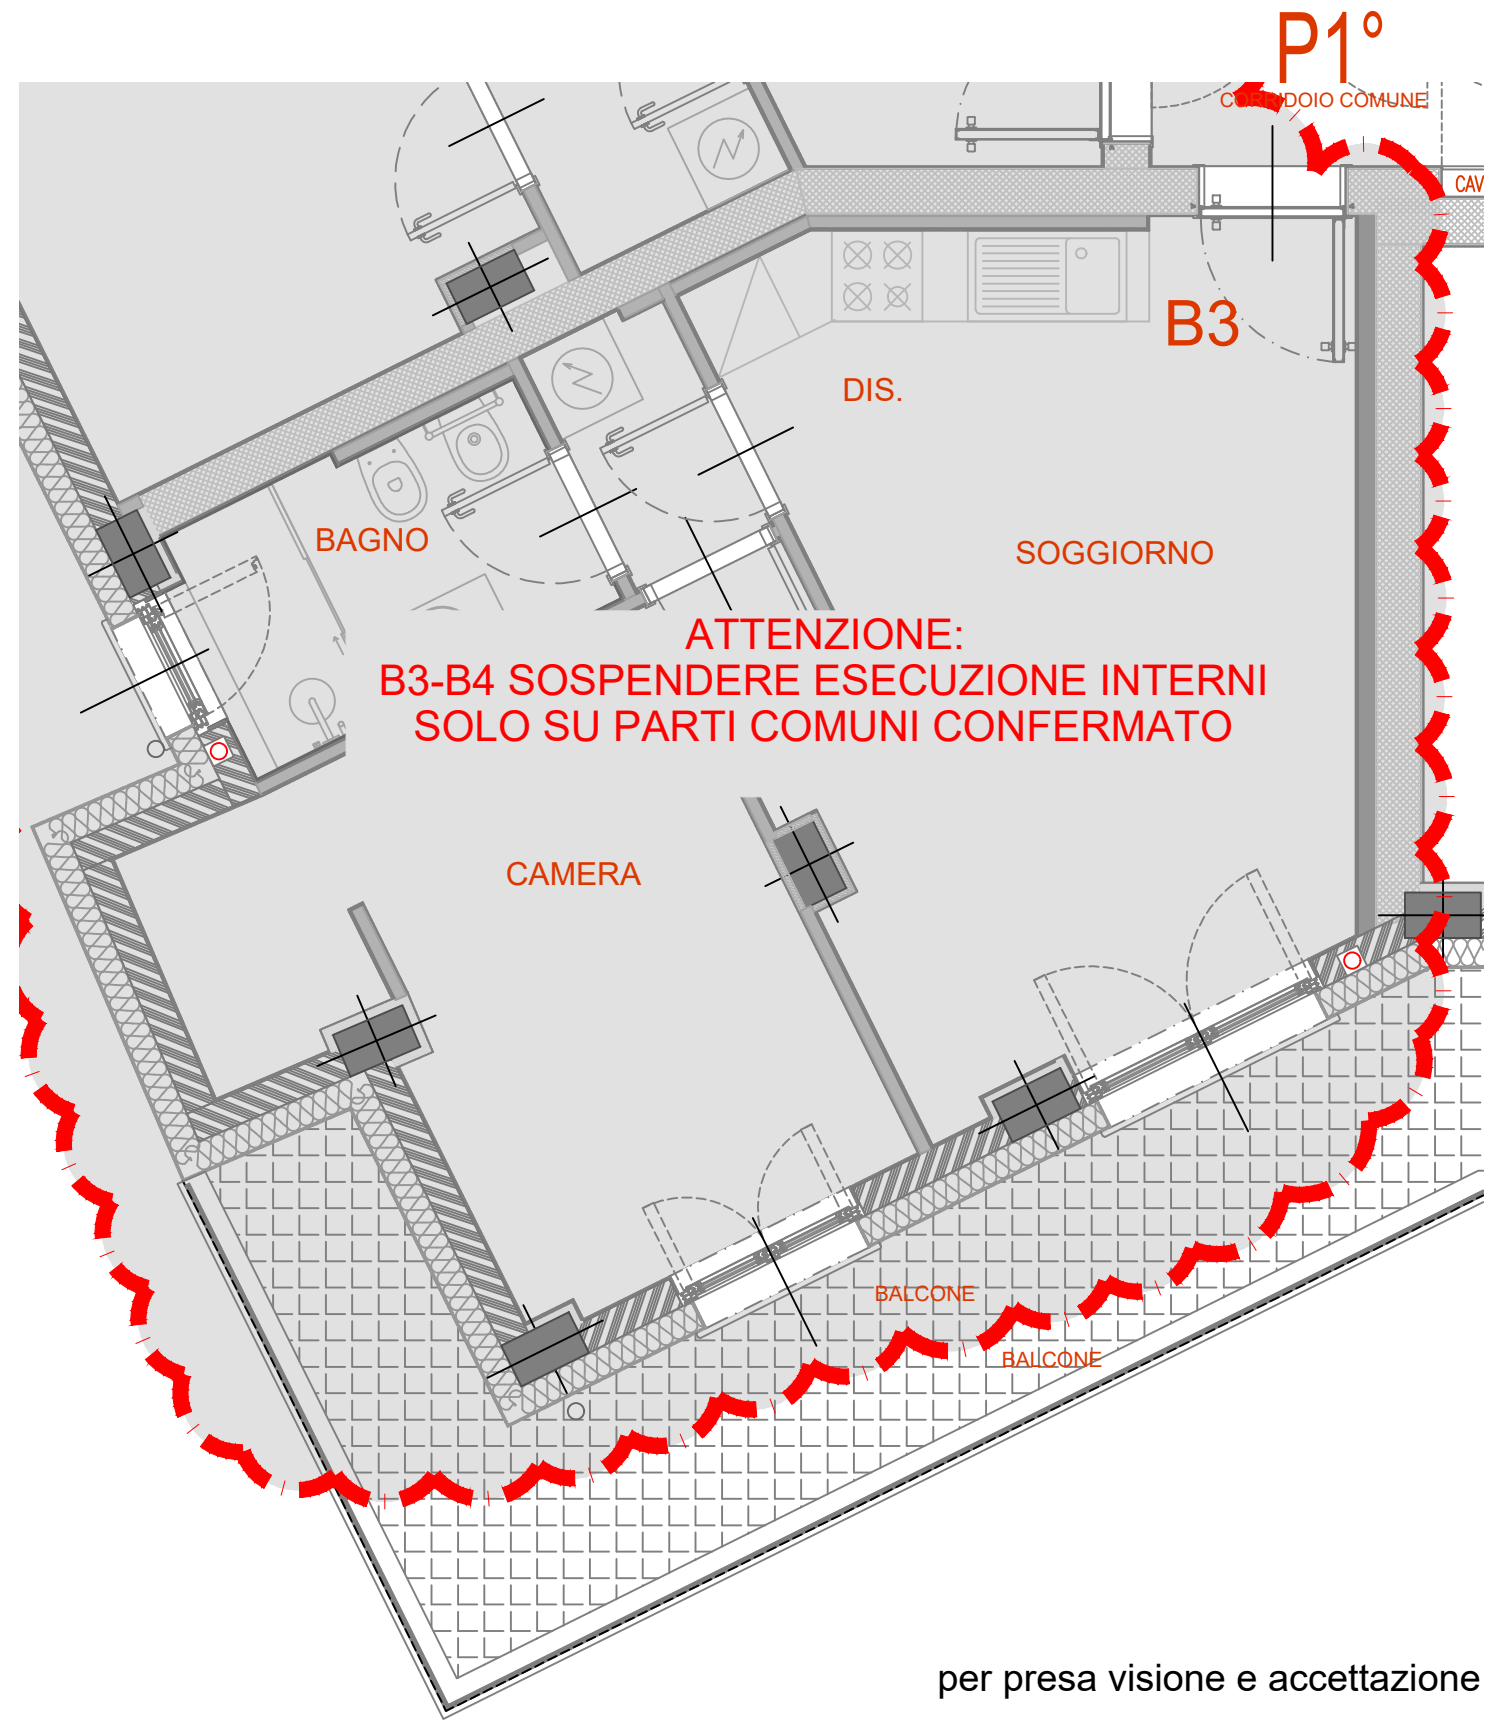 P1°
CORRIDOIO COMUNE
CAV
B3
DIS.
BAGNO
SOGGIORNO
ATTENZIONE:
B3-B4 SOSPENDERE ESECUZIONE INTERNI
SOLO SU PARTI COMUNI CONFERMATO
CAMERA
BALCONE
BALCONE
per presa visione e accettazione